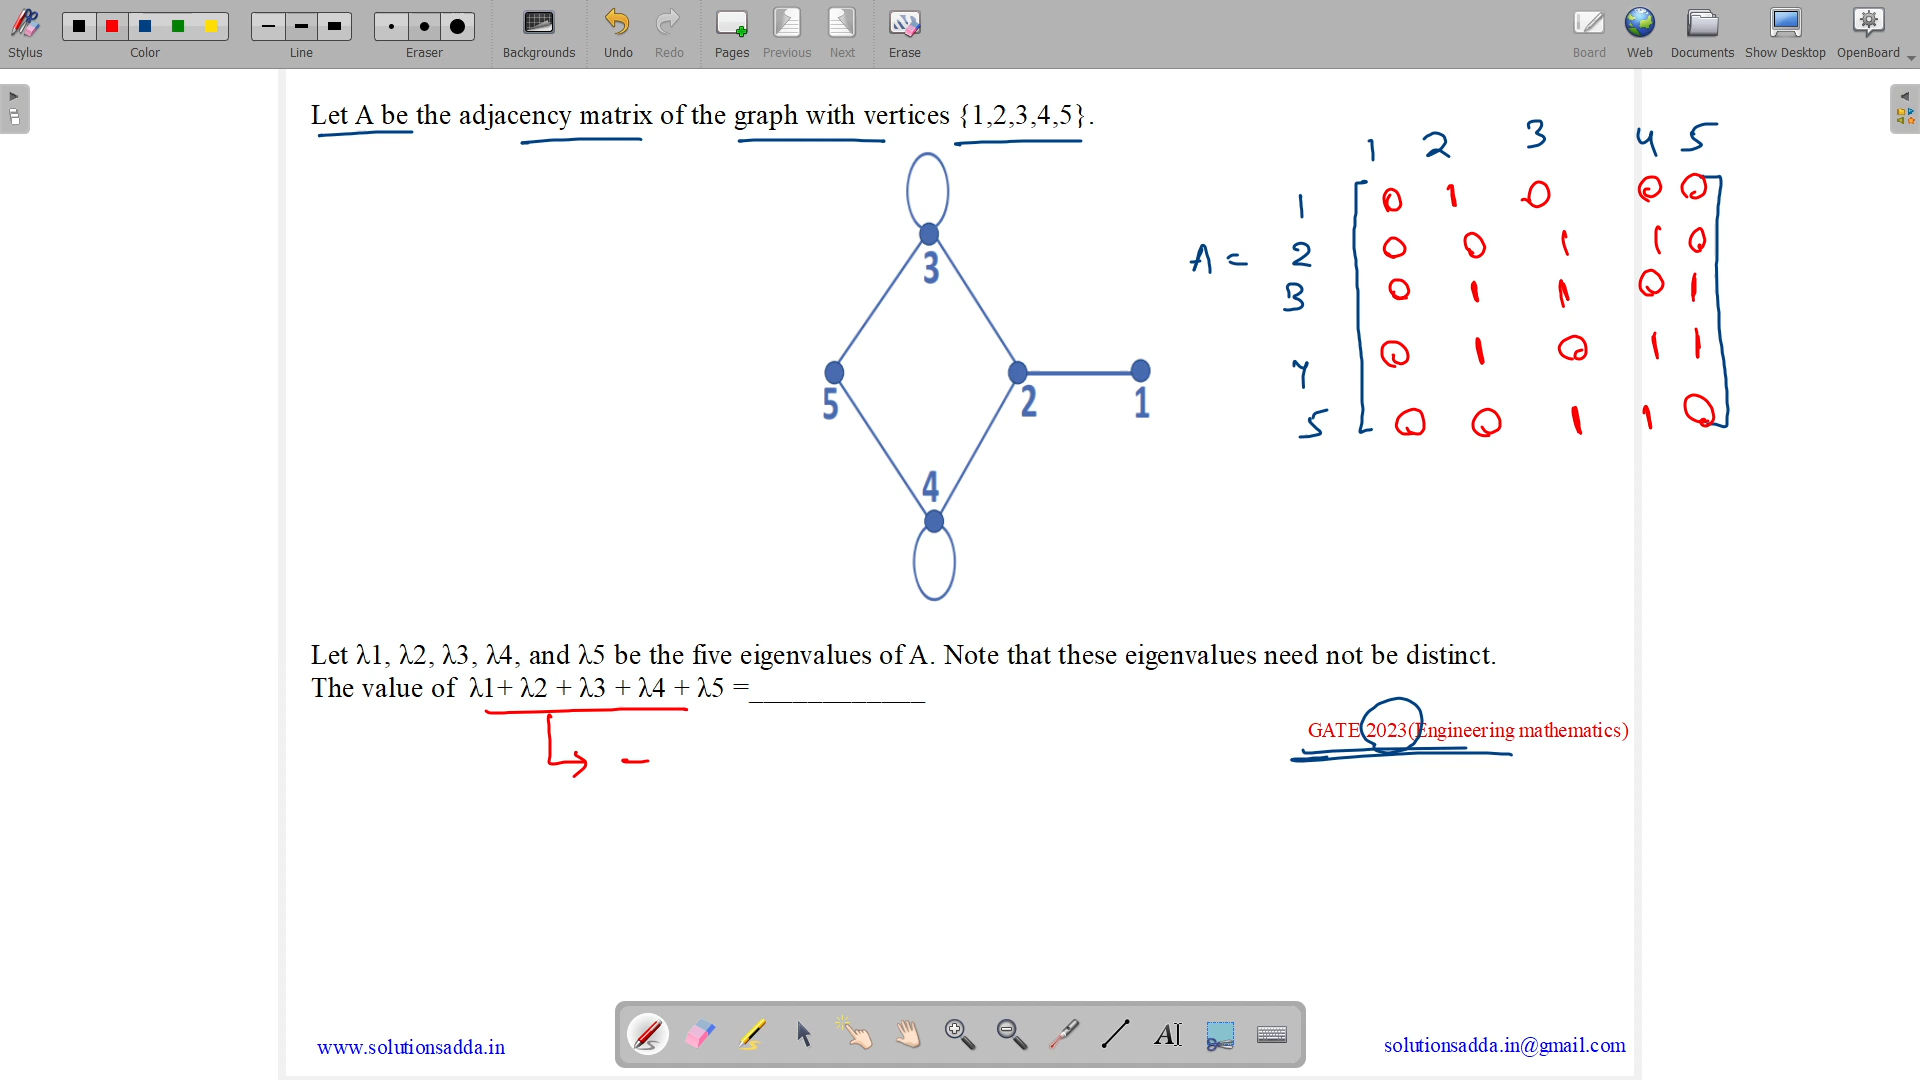 Stylus Color Line Eraser Backgrounds Undo Redo Pages Previous Next Erase Board Web Documents Show Desktop OpenBoard
Let A be the adjacency matrix of the graph with vertices {1,2,3,4,5}.
1 2 3 4 5
1 0 1 0 0 0
A = 2 0 0 1 1 0
3 0 1 1 0 1
4 0 1 0 1 1
5 0 0 1 1 0
3
5
2
1
4
Let λ1, λ2, λ3, λ4, and λ5 be the five eigenvalues of A. Note that these eigenvalues need not be distinct.
The value of λ1+ λ2 + λ3 + λ4 + λ5 =_____________
GATE 2023(Engineering mathematics)
www.solutionsadda.in
solutionsadda.in@gmail.com